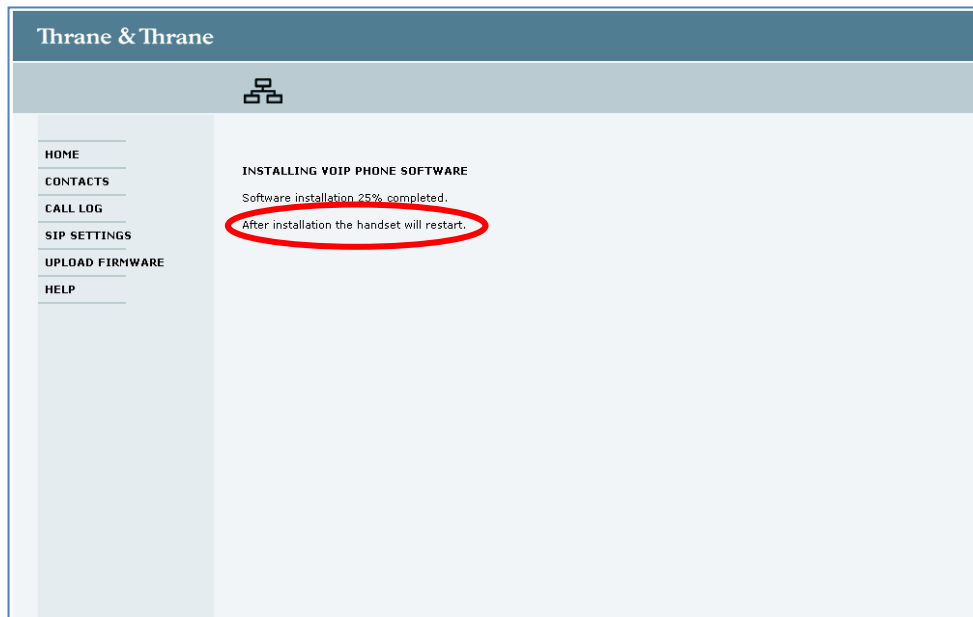 Thrane & Thrane
HOME
CONTACTS
CALL LOG
SIP SETTINGS
UPLOAD FIRMWARE
HELP
INSTALLING VOIP PHONE SOFTWARE
Software installation 25% completed.
After installation the handset will restart.